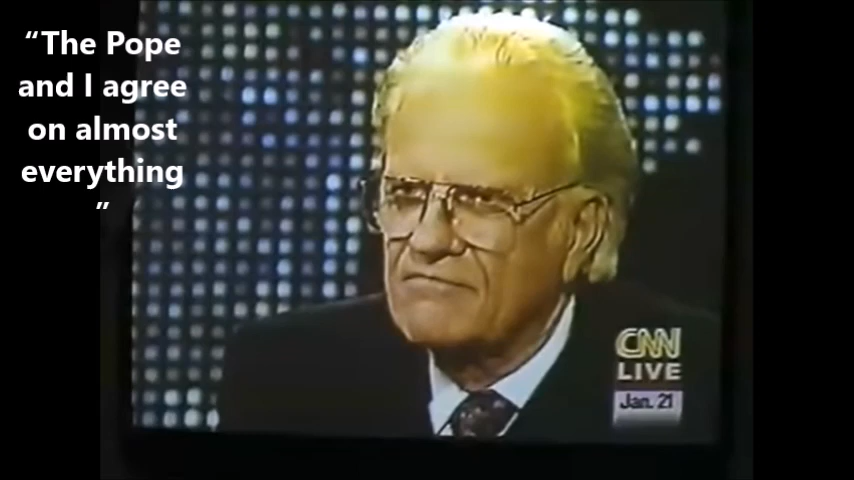 “The Pope
and I agree
on almost
everything
”
CNN
LIVE
Jan. 21